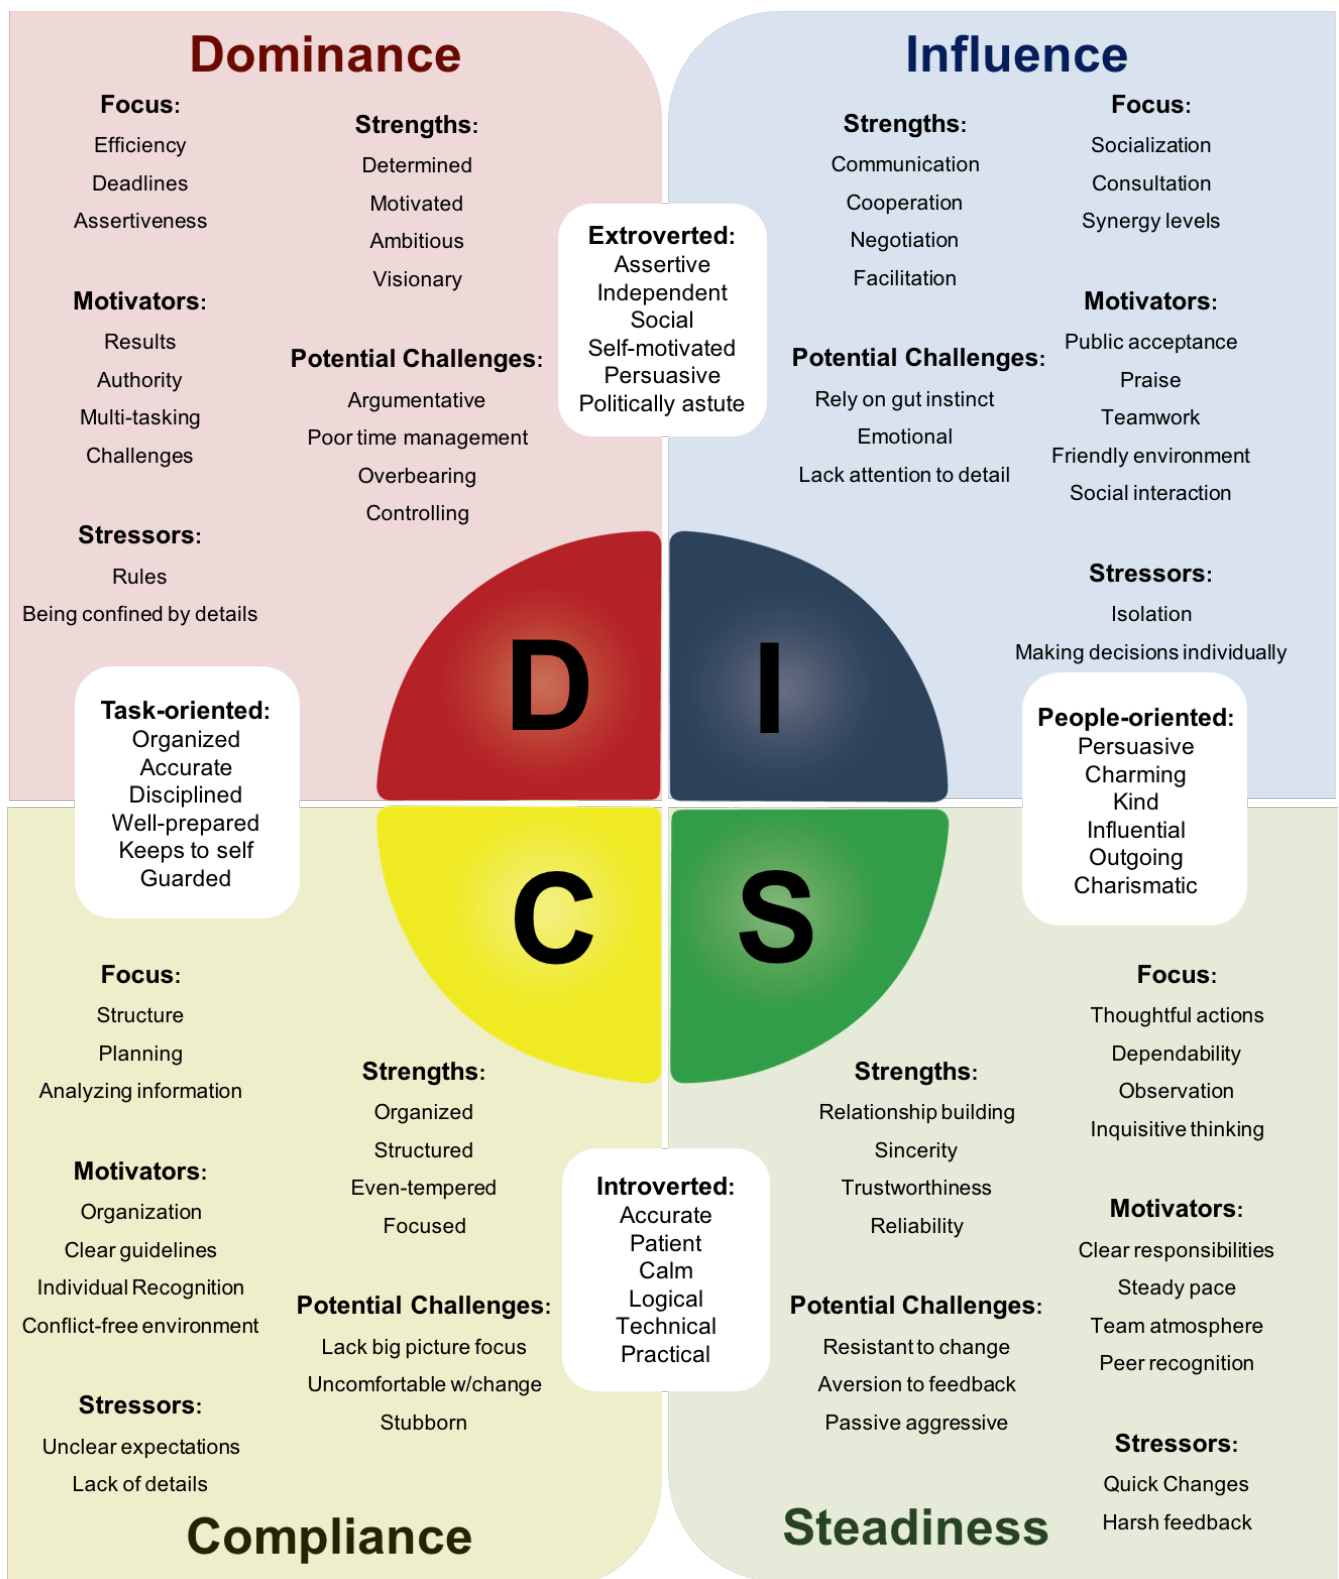 Dominance
Focus:
Efficiency
Deadlines
Assertiveness
Motivators:
Results
Authority
Multi-tasking
Challenges
Stressors:
Rules
Being confined by details
Strengths:
Determined
Motivated
Ambitious
Visionary
Potential Challenges:
Argumentative
Poor time management
Overbearing
Controlling
Extroverted:
Assertive
Independent
Social
Self-motivated
Persuasive
Politically astute
Influence
Strengths:
Communication
Cooperation
Negotiation
Facilitation
Potential Challenges:
Rely on gut instinct
Emotional
Lack attention to detail
Focus:
Socialization
Consultation
Synergy levels
Motivators:
Public acceptance
Praise
Teamwork
Friendly environment
Social interaction
Stressors:
Isolation
Making decisions individually
D
I
C
S
Task-oriented:
Organized
Accurate
Disciplined
Well-prepared
Keeps to self
Guarded
People-oriented:
Persuasive
Charming
Kind
Influential
Outgoing
Charismatic
Focus:
Structure
Planning
Analyzing information
Motivators:
Organization
Clear guidelines
Individual Recognition
Conflict-free environment
Stressors:
Unclear expectations
Lack of details
Strengths:
Organized
Structured
Even-tempered
Focused
Potential Challenges:
Lack big picture focus
Uncomfortable w/change
Stubborn
Compliance
Introverted:
Accurate
Patient
Calm
Logical
Technical
Practical
Strengths:
Relationship building
Sincerity
Trustworthiness
Reliability
Potential Challenges:
Resistant to change
Aversion to feedback
Passive aggressive
Focus:
Thoughtful actions
Dependability
Observation
Inquisitive thinking
Motivators:
Clear responsibilities
Steady pace
Team atmosphere
Peer recognition
Stressors:
Quick Changes
Harsh feedback
Steadiness